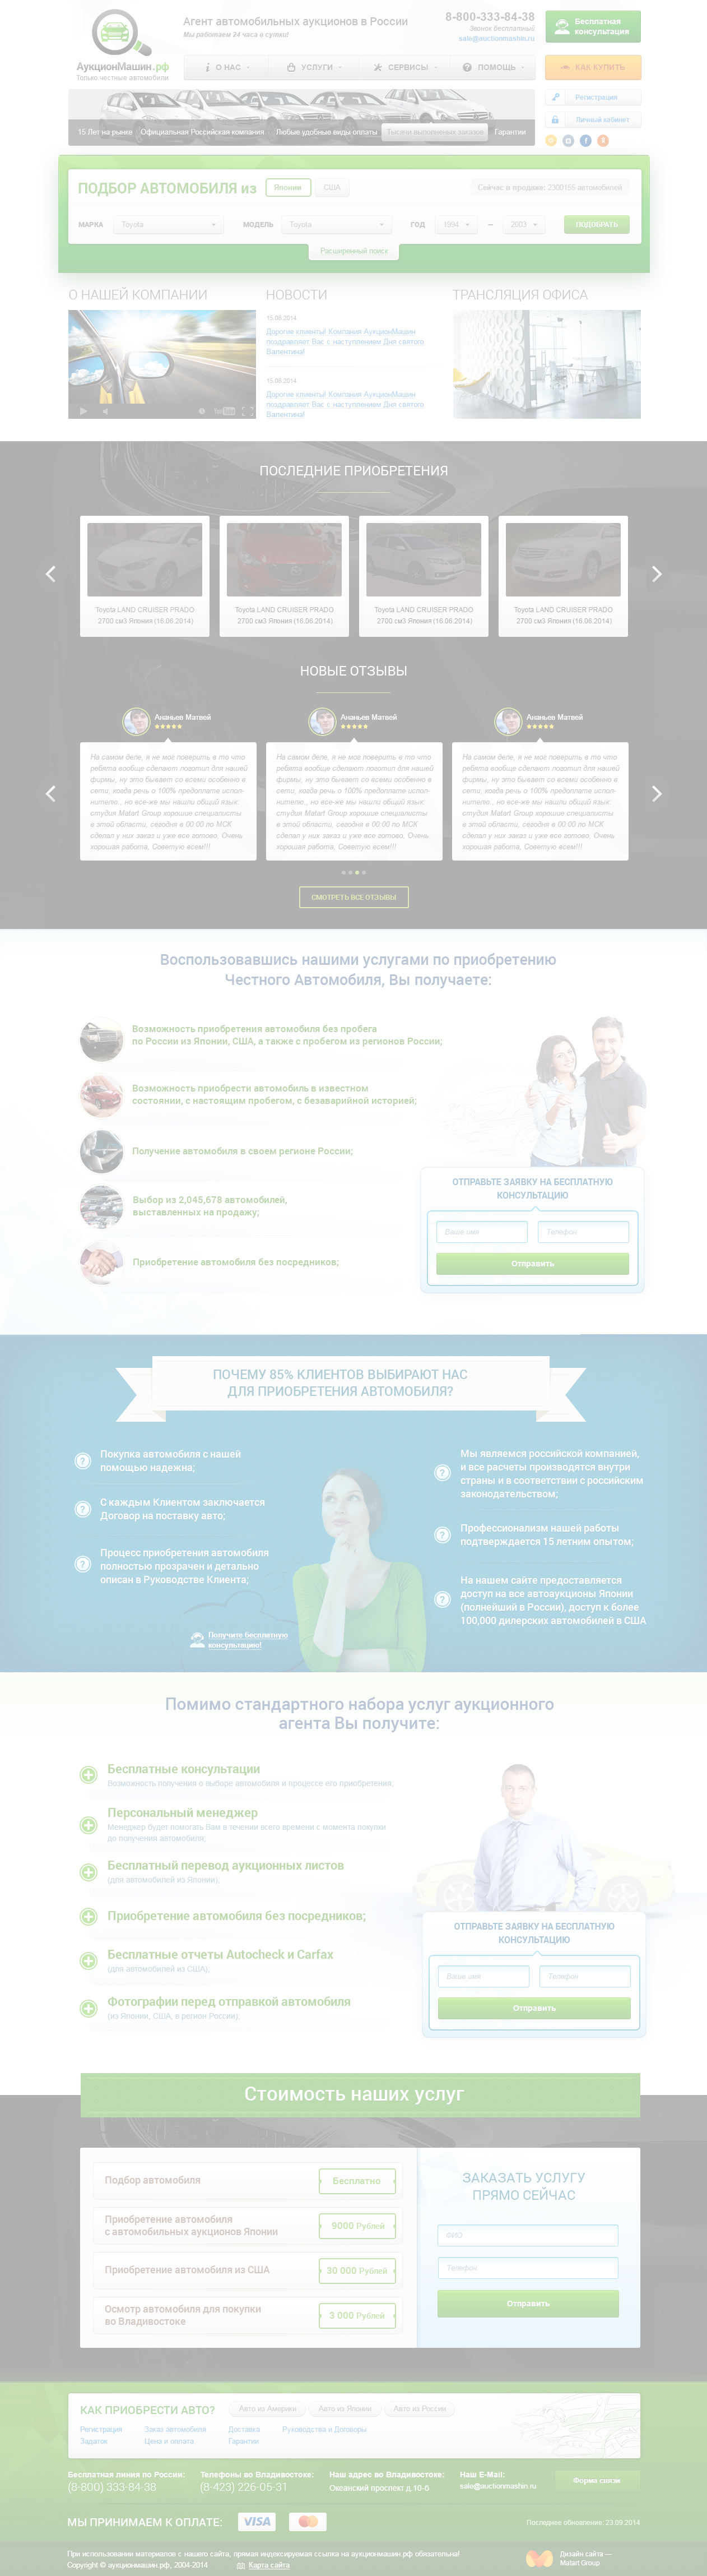 Агент автомобильных аукционов в России
Мы работаем 24 часа в сутки!
8-800-333-84-38
Звонок бесплатный
sale@auctionmashin.ru
Бесплатная
консультация
АукционМашин.рф
Только честные автомобили
О НАС
УСЛУГИ
СЕРВИСЫ
ПОМОЩЬ
КАК КУПИТЬ
Регистрация
Личный кабинет
15 Лет на рынке
Официальная Российская компания
Любые удобные виды оплаты
Тысячи выполненых заказов
Гарантии
ПОДБОР АВТОМОБИЛЯ из
Японии
США
Сейчас в продаже: 2300155 автомобилей
МАРКА
Toyota
МОДЕЛЬ
Toyota
ГОД
1994
–
2003
ПОДОБРАТЬ
Расширенный поиск
О НАШЕЙ КОМПАНИИ
НОВОСТИ
ТРАНСЛЯЦИЯ ОФИСА
15.09.2014
Дорогие клиенты! Компания АукционМашин
поздравляет Вас с наступлением Дня святого
Валентина!
15.09.2014
Дорогие клиенты! Компания АукционМашин
поздравляет Вас с наступлением Дня святого
Валентина!
ПОСЛЕДНИЕ ПРИОБРЕТЕНИЯ
Toyota LAND CRUISER PRADO
2700 см3 Япония (16.06.2014)
Toyota LAND CRUISER PRADO
2700 см3 Япония (16.06.2014)
Toyota LAND CRUISER PRADO
2700 см3 Япония (16.06.2014)
Toyota LAND CRUISER PRADO
2700 см3 Япония (16.06.2014)
НОВЫЕ ОТЗЫВЫ
Ананьев Матвей
Ананьев Матвей
Ананьев Матвей
На самом деле, я не мог поверить в то что
ребята вообще сделают логотип для нашей
фирмы, ну это бывает со всеми особенно в
сети, когда речь о 100% предоплате испол-
нителю., но все-же мы нашли общий язык:
студия Matart Group хорошие специалисты
в этой области, сегодня в 00:00 по МСК
сделал у них заказ и уже все готово, Очень
хорошая работа, Советую всем!!!
На самом деле, я не мог поверить в то что
ребята вообще сделают логотип для нашей
фирмы, ну это бывает со всеми особенно в
сети, когда речь о 100% предоплате испол-
нителю., но все-же мы нашли общий язык:
студия Matart Group хорошие специалисты
в этой области, сегодня в 00:00 по МСК
сделал у них заказ и уже все готово, Очень
хорошая работа, Советую всем!!!
На самом деле, я не мог поверить в то что
ребята вообще сделают логотип для нашей
фирмы, ну это бывает со всеми особенно в
сети, когда речь о 100% предоплате испол-
нителю., но все-же мы нашли общий язык:
студия Matart Group хорошие специалисты
в этой области, сегодня в 00:00 по МСК
сделал у них заказ и уже все готово, Очень
хорошая работа, Советую всем!!!
СМОТРЕТЬ ВСЕ ОТЗЫВЫ
Воспользовавшись нашими услугами по приобретению
Честного Автомобиля, Вы получаете:
Возможность приобретения автомобиля без пробега
по России из Японии, США, а также с пробегом из регионов России;
Возможность приобрести автомобиль в известном
состоянии, с настоящим пробегом, с безаварийной историей;
Получение автомобиля в своем регионе России;
Выбор из 2,045,678 автомобилей,
выставленных на продажу;
Приобретение автомобиля без посредников;
ОТПРАВЬТЕ ЗАЯВКУ НА БЕСПЛАТНУЮ
КОНСУЛЬТАЦИЮ
Ваше имя
Телефон
Отправить
ПОЧЕМУ 85% КЛИЕНТОВ ВЫБИРАЮТ НАС
ДЛЯ ПРИОБРЕТЕНИЯ АВТОМОБИЛЯ?
Покупка автомобиля с нашей
помощью надежна;
С каждым Клиентом заключается
Договор на поставку авто;
Процесс приобретения автомобиля
полностью прозрачен и детально
описан в Руководстве Клиента;
Получите бесплатную
консультацию!
Мы являемся российской компанией,
и все расчеты производятся внутри
страны и в соответствии с российским
законодательством;
Профессионализм нашей работы
подтверждается 15 летним опытом;
На нашем сайте предоставляется
доступ на все автоаукционы Японии
(полнейший в России), доступ к более
100,000 дилерских автомобилей в США
Помимо стандартного набора услуг аукционного
агента Вы получите:
Бесплатные консультации
Возможность получения о выборе автомобиля и процессе его приобретения;
Персональный менеджер
Менеджер будет помогать Вам в течении всего времени с момента покупки
до получения автомобиля;
Бесплатный перевод аукционных листов
(для автомобилей из Японии);
Приобретение автомобиля без посредников;
Бесплатные отчеты Autocheck и Carfax
(для автомобилей из США);
Фотографии перед отправкой автомобиля
(из Японии, США, в регион России);
ОТПРАВЬТЕ ЗАЯВКУ НА БЕСПЛАТНУЮ
КОНСУЛЬТАЦИЮ
Ваше имя
Телефон
Отправить
Стоимость наших услуг
Подбор автомобиля
Бесплатно
Приобретение автомобиля
с автомобильных аукционов Японии
9000 Рублей
Приобретение автомобиля из США
30 000 Рублей
Осмотр автомобиля для покупки
во Владивостоке
3 000 Рублей
ЗАКАЗАТЬ УСЛУГУ
ПРЯМО СЕЙЧАС
ФИО
Телефон
Отправить
КАК ПРИОБРЕСТИ АВТО?
Авто из Америки
Авто из Японии
Авто из России
Регистрация
Заказ автомобиля
Доставка
Руководства и Договоры
Задаток
Цена и оплата
Гарантии
Бесплатная линия по России:
(8-800) 333-84-38
Телефоны во Владивостоке:
(8-423) 226-05-31
Наш адрес во Владивостоке:
Океанский проспект д.10-б
Наш E-Mail:
sale@auctionmashin.ru
Форма связи
МЫ ПРИНИМАЕМ К ОПЛАТЕ:
VISA
Последнее обновление: 23.09.2014
При использовании материалов с нашего сайта, прямая индексируемая ссылка на аукционмашин.рф обязательна!
Copyright © аукционмашин.рф, 2004-2014
Карта сайта
Дизайн сайта —
Matart Group